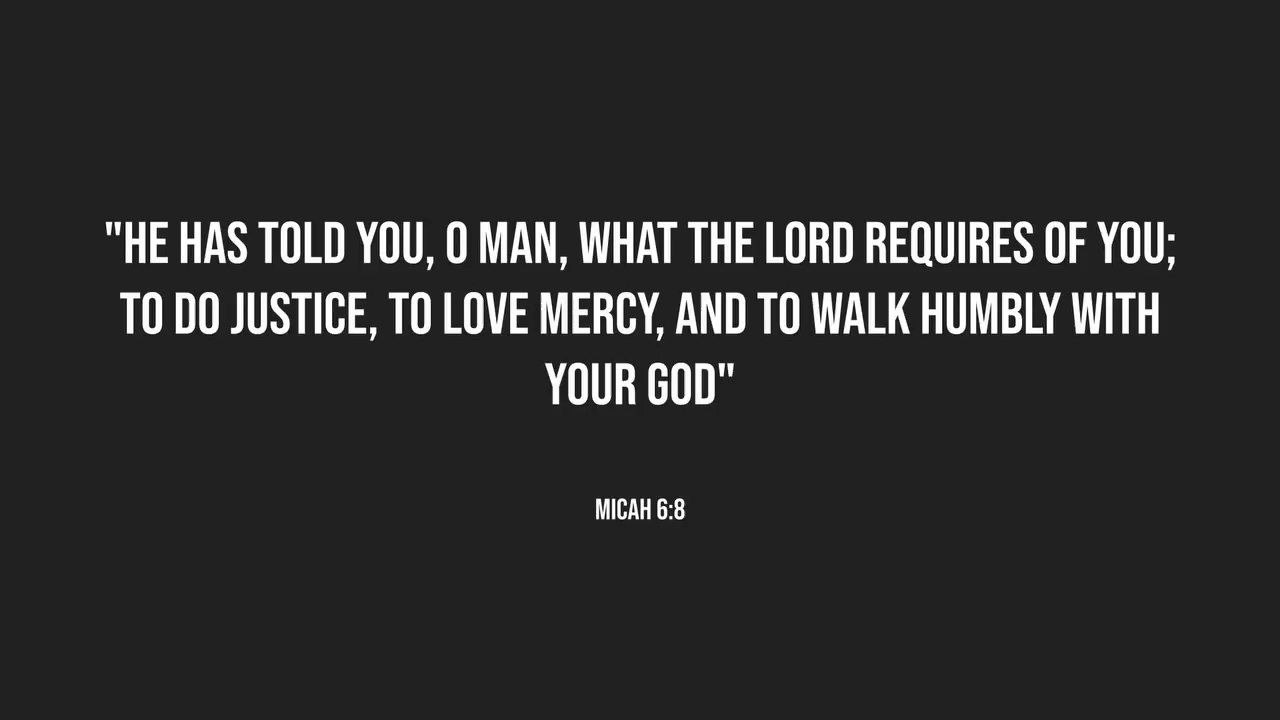 "HE HAS TOLD YOU, O MAN, WHAT THE LORD REQUIRES OF YOU;
TO DO JUSTICE, TO LOVE MERCY, AND TO WALK HUMBLY WITH
YOUR GOD"
MICAH 6:8